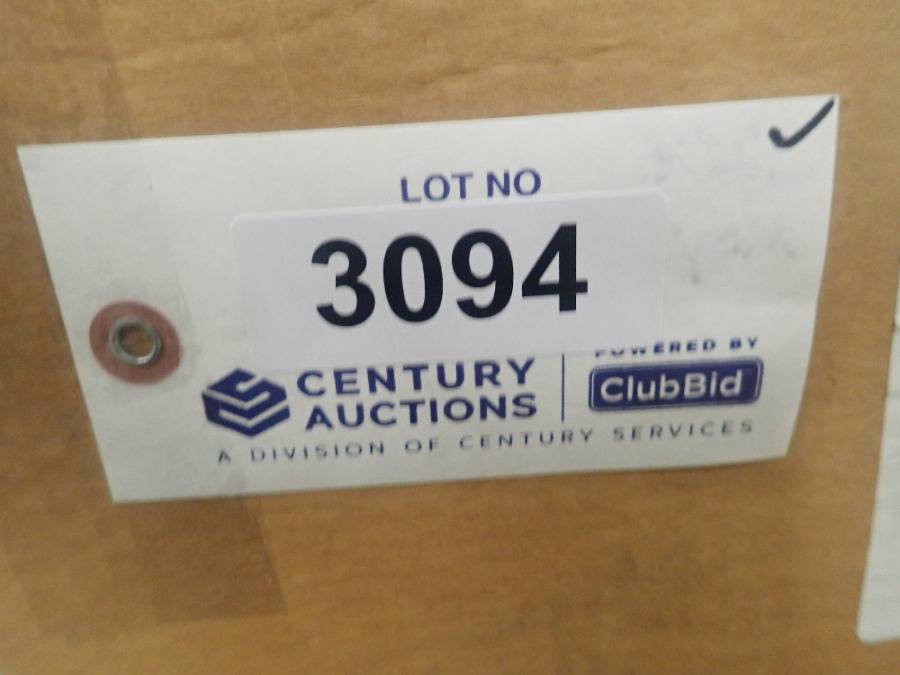 LOT NO
3094
CENTURY
AUCTIONS
POWERED BY
ClubBid
A DIVISION OF CENTURY SERVICES